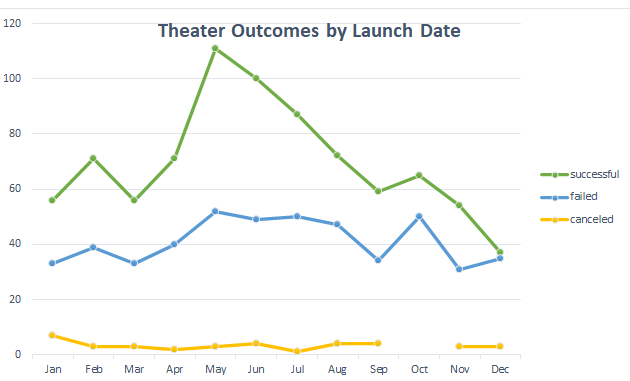 Theater Outcomes by Launch Date
120
100
80
60
40
20
0
Jan Feb Mar Apr May Jun Jul Aug Sep Oct Nov Dec
successful
failed
canceled